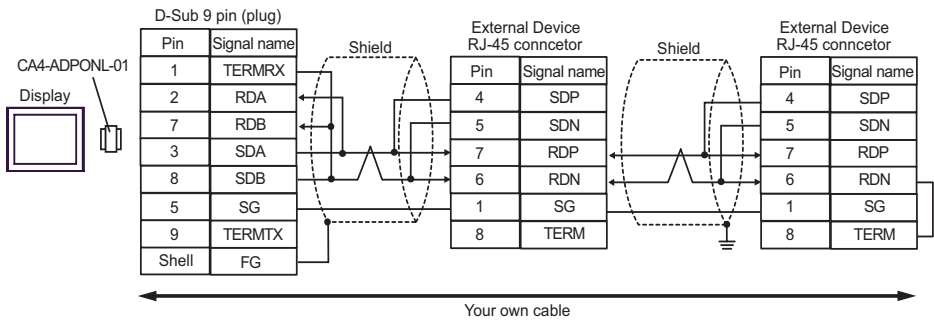 D-Sub 9 pin (plug)
Pin Signal name
1 TERMRX
2 RDA
7 RDB
3 SDA
8 SDB
5 SG
9 TERMTX
Shell FG
CA4-ADPONL-01
Display
Shield
External Device
RJ-45 conncetor
Pin Signal name
4 SDP
5 SDN
7 RDP
6 RDN
1 SG
8 TERM
Shield
External Device
RJ-45 conncetor
Pin Signal name
4 SDP
5 SDN
7 RDP
6 RDN
1 SG
8 TERM
Your own cable